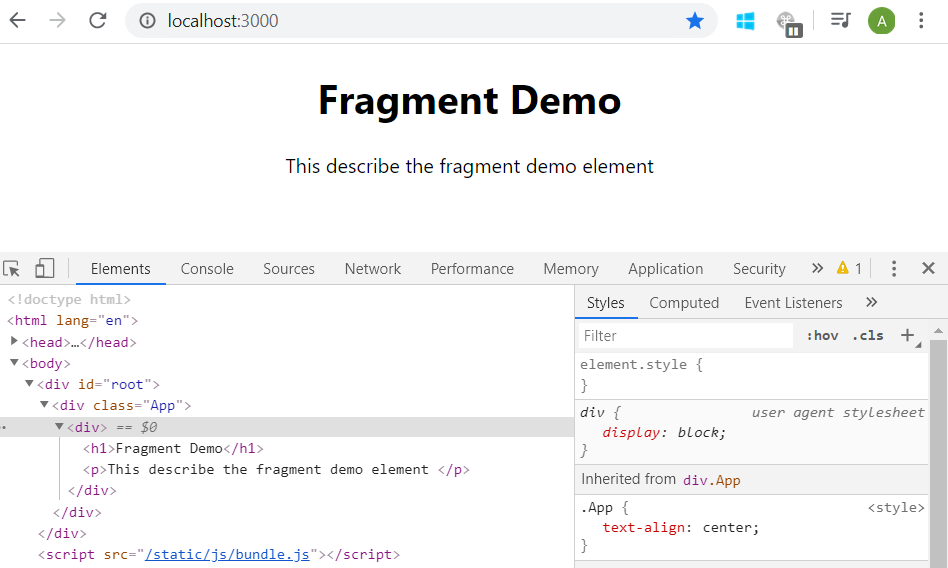 localhost:3000
A
Fragment Demo
This describe the fragment demo element
Elements Console Sources Network Performance Memory Application Security » 1
<!doctype html>
<html lang="en">
<head>…</head>
<body>
<div id="root">
<div class="App">
<div> == $0
<h1>Fragment Demo</h1>
<p>This describe the fragment demo element </p>
</div>
</div>
</div>
<script src="/static/js/bundle.js"></script>
Styles Computed Event Listeners »
Filter :hov .cls +
element.style {
}
div { user agent stylesheet
display: block;
}
Inherited from div.App
.App { <style>
text-align: center;
}